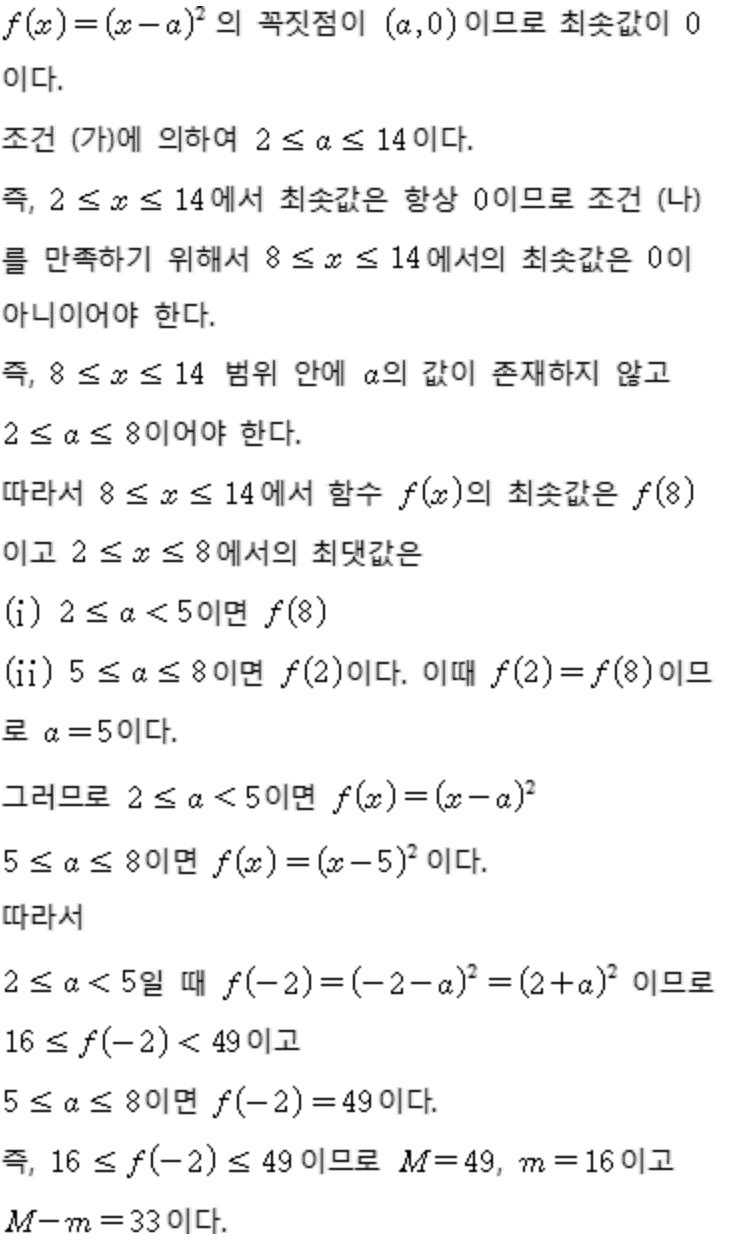 f(x)=(x-a)² 의 꼭짓점이 (a,0)이므로 최솟값이 0
이다.
조건 (가)에 의하여 2 ≤ a ≤ 14이다.
즉, 2 ≤ x ≤ 14에서 최솟값은 항상 0이므로 조건 (나)
를 만족하기 위해서 8 ≤ x ≤ 14에서의 최솟값은 0이
아니이어야 한다.
즉, 8 ≤ x ≤ 14 범위 안에 a의 값이 존재하지 않고
2 ≤ a ≤ 8이어야 한다.
따라서 8 ≤ x ≤ 14에서 함수 f(x)의 최솟값은 f(8)
이고 2 ≤ x ≤ 8에서의 최댓값은
(i) 2 ≤ a < 5이면 f(8)
(ii) 5 ≤ a ≤ 8이면 f(2)이다. 이때 f(2)=f(8)이므
로 a=5이다.
그러므로 2 ≤ a < 5이면 f(x)=(x-a)²
5 ≤ a ≤ 8이면 f(x)=(x-5)² 이다.
따라서
2 ≤ a < 5일 때 f(-2)=(-2-a)²=(2+a)² 이므로
16 ≤ f(-2) < 49이고
5 ≤ a ≤ 8이면 f(-2)=49이다.
즉, 16 ≤ f(-2) ≤ 49이므로 M=49, m=16이고
M-m=33이다.